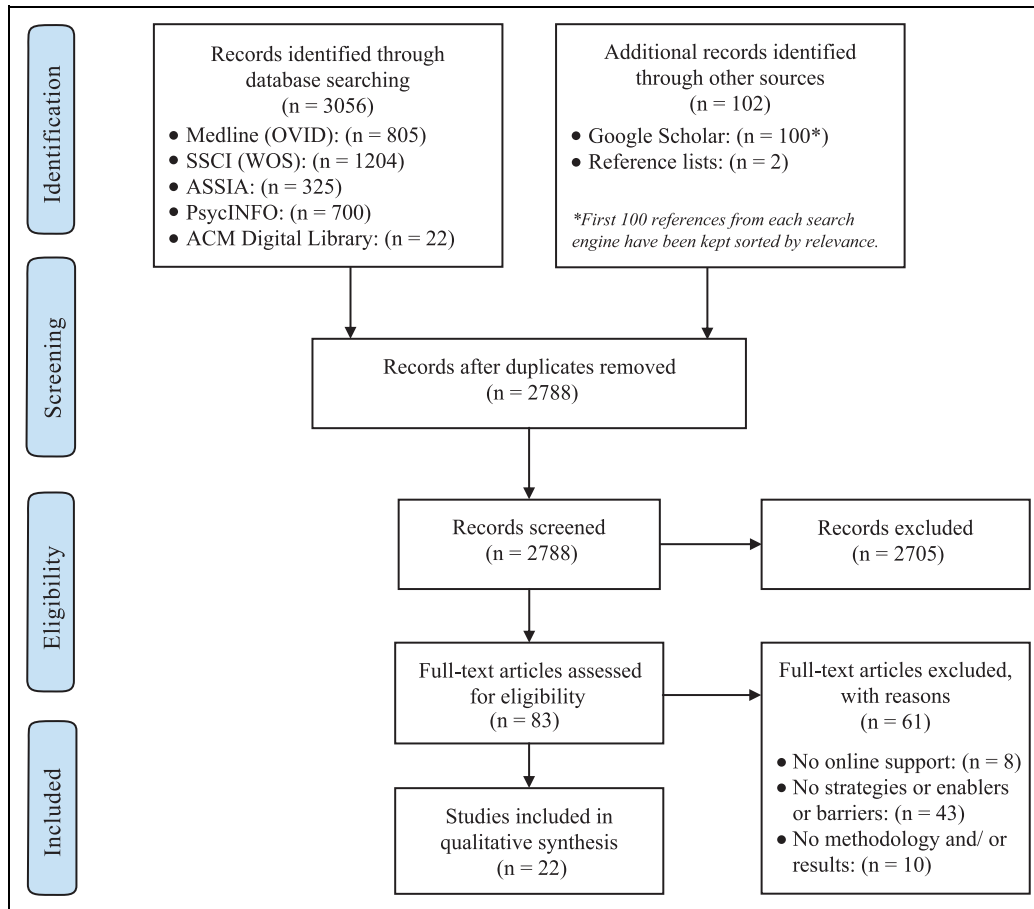 Identification
Records identified through
database searching
(n = 3056)
● Medline (OVID): (n = 805)
● SSCI (WOS): (n = 1204)
● ASSIA: (n = 325)
● PsycINFO: (n = 700)
● ACM Digital Library: (n = 22)
Additional records identified
through other sources
(n = 102)
● Google Scholar: (n = 100*)
● Reference lists: (n = 2)
*First 100 references from each search
engine have been kept sorted by relevance.
Screening
Records after duplicates removed
(n = 2788)
Eligibility
Records screened
(n = 2788)
Records excluded
(n = 2705)
Full-text articles assessed
for eligibility
(n = 83)
Full-text articles excluded,
with reasons
(n = 61)
● No online support: (n = 8)
● No strategies or enablers
or barriers: (n = 43)
● No methodology and/ or
results: (n = 10)
Included
Studies included in
qualitative synthesis
(n = 22)